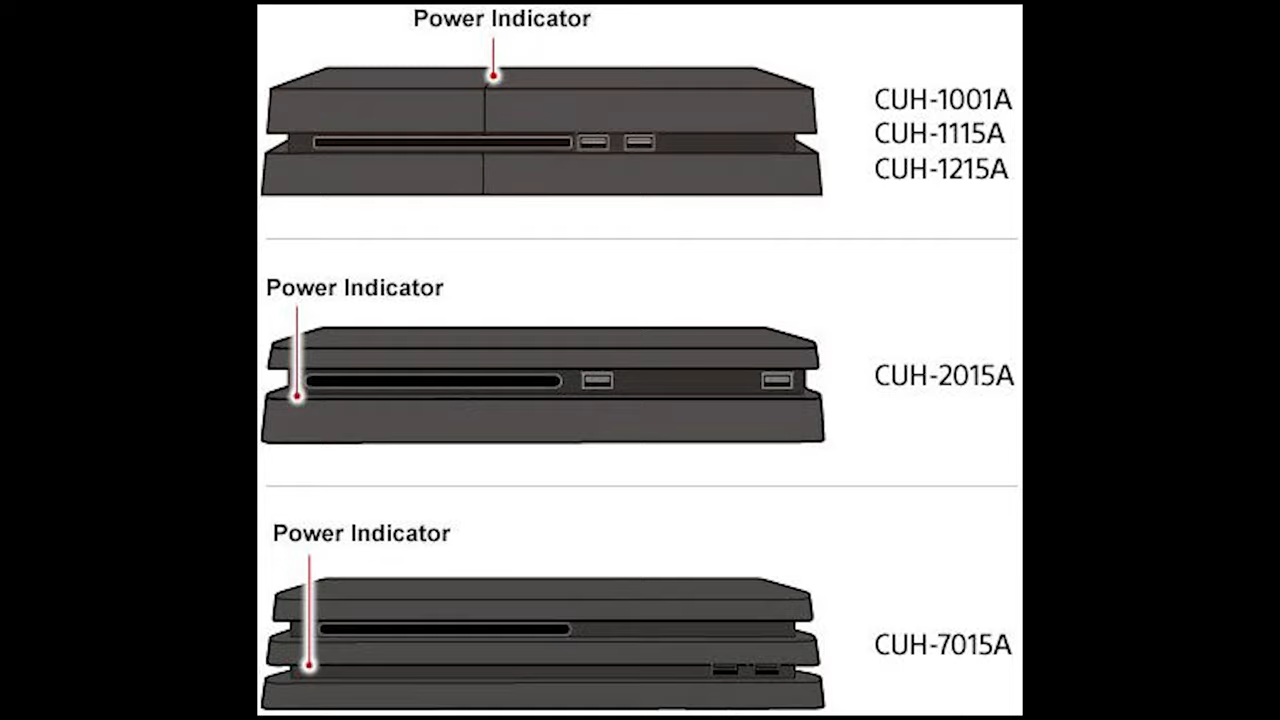 Power Indicator
CUH-1001A
CUH-1115A
CUH-1215A
Power Indicator
CUH-2015A
Power Indicator
CUH-7015A